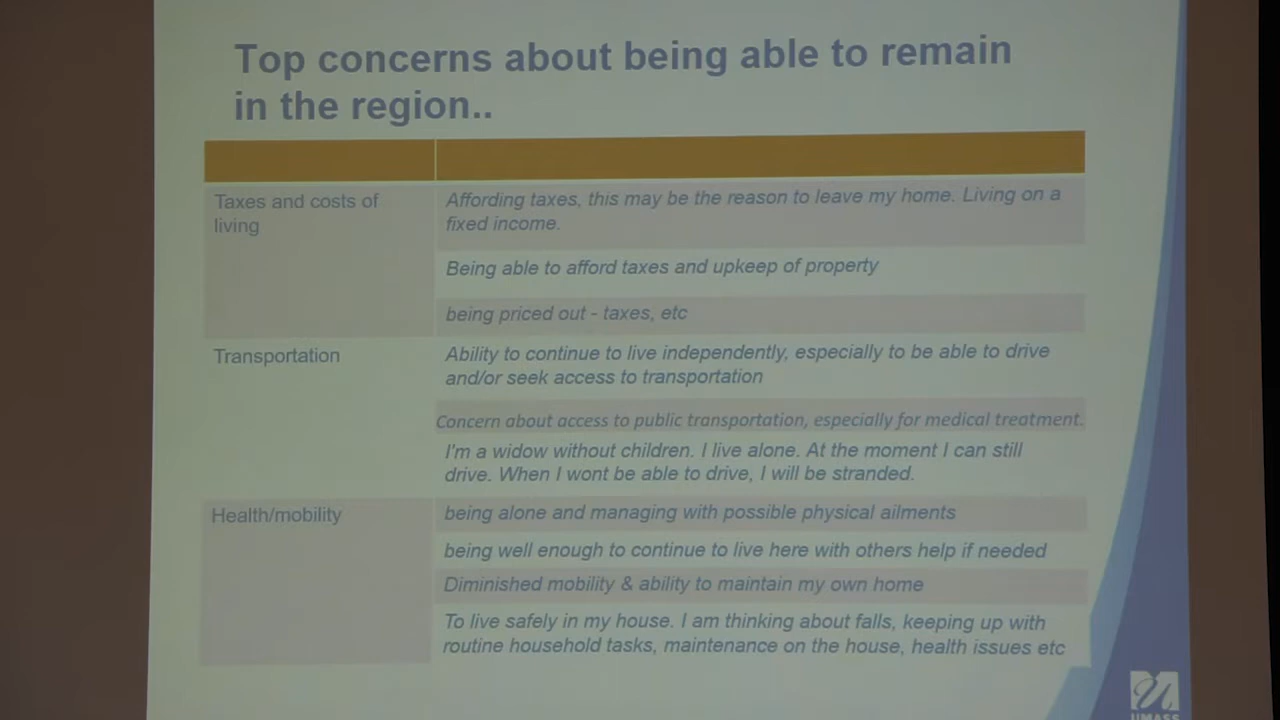 Top concerns about being able to remain
in the region..
Taxes and costs of
living
Affording taxes, this may be the reason to leave my home. Living on a
fixed income.
Being able to afford taxes and upkeep of property
being priced out - taxes, etc
Transportation
Ability to continue to live independently, especially to be able to drive
and/or seek access to transportation
Concern about access to public transportation, especially for medical treatment.
I'm a widow without children. I live alone. At the moment I can still
drive. When I wont be able to drive, I will be stranded.
Health/mobility
being alone and managing with possible physical ailments
being well enough to continue to live here with others help if needed
Diminished mobility & ability to maintain my own home
To live safely in my house. I am thinking about falls, keeping up with
routine household tasks, maintenance on the house, health issues etc
UMASS